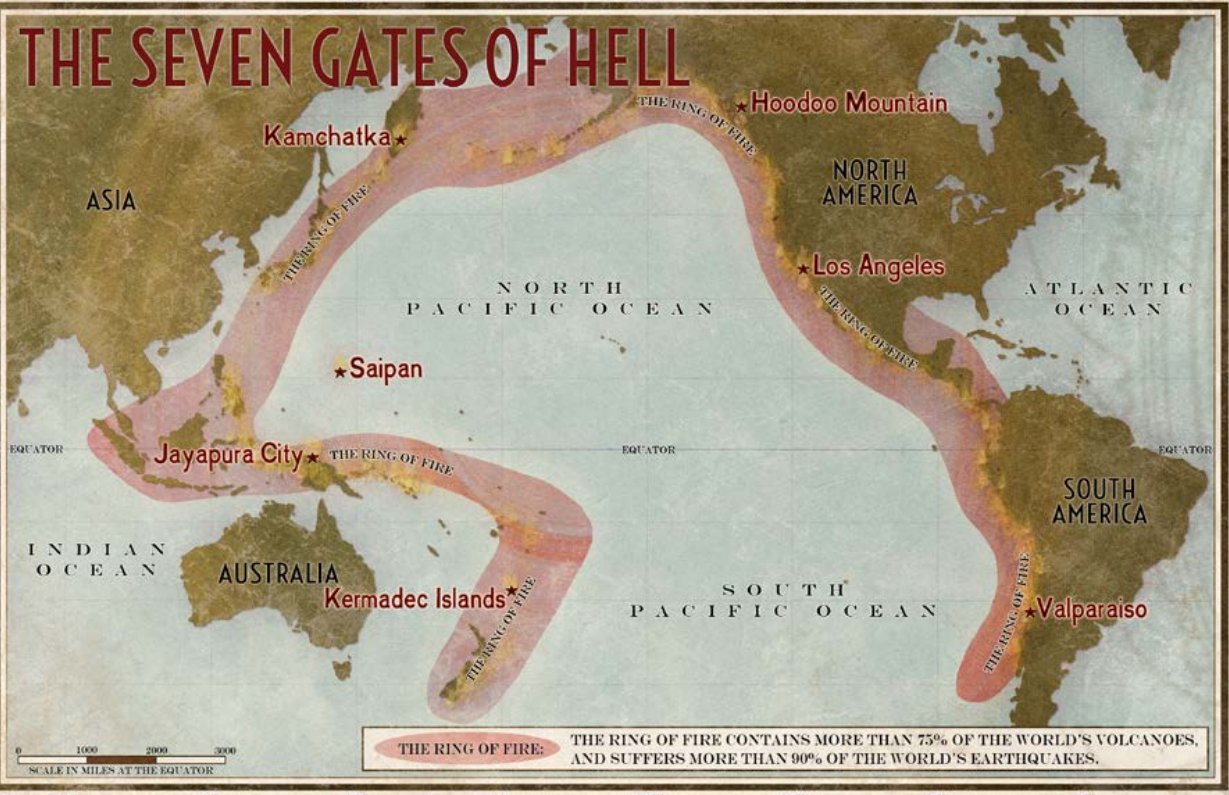 THE SEVEN GATES OF HELL
THE RING OF FIRE
Hoodoo Mountain
Kamchatka
NORTH
AMERICA
ASIA
THE RING OF FIRE
Los Angeles
NORTH
PACIFIC OCEAN
ATLANTIC
OCEAN
THE RING OF FIRE
Saipan
EQUATOR
Jayapura City
THE RING OF FIRE
EQUATOR
EQUATOR
SOUTH
AMERICA
INDIAN
OCEAN
AUSTRALIA
Kermadec Islands
THE RING OF FIRE
SOUTH
PACIFIC OCEAN
THE RING OF FIRE
Valparaiso
0 1000 2000 3000
SCALE IN MILES AT THE EQUATOR
THE RING OF FIRE:
THE RING OF FIRE CONTAINS MORE THAN 75% OF THE WORLD'S VOLCANOES,
AND SUFFERS MORE THAN 90% OF THE WORLD'S EARTHQUAKES.